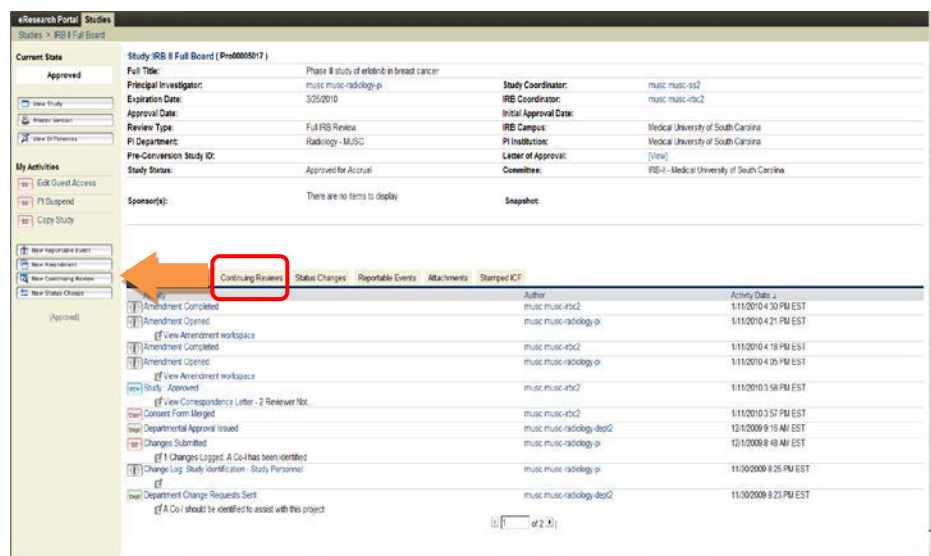 eResearch Portal Studies
Studies > IRB II Full Board
Current State
Approved
View Study
Printer Version
View Differences
My Activities
Edit Guest Access
PI Suspend
Copy Study
New Reportable Event
New Amendment
New Continuing Review
New Status Change
(Approved)
Study: IRB II Full Board ( Pro00005017 )
Full Title: Phase II study of erlotinib in breast cancer
Principal Investigator: musc musc-radiology-pi Study Coordinator: musc musc-ss2
Expiration Date: 3/25/2010 IRB Coordinator: musc musc-irbc2
Approval Date: Initial Approval Date:
Review Type: Full IRB Review IRB Campus: Medical University of South Carolina
PI Department: Radiology - MUSC PI Institution: Medical University of South Carolina
Pre-Conversion Study ID: Letter of Approval: [View]
Study Status: Approved for Accrual Committee: IRB-II - Medical University of South Carolina
Sponsor(s): There are no items to display Snapshot:
Continuing Reviews Status Changes Reportable Events Attachments Stamped ICF
Activity Author Activity Date
Amendment Completed musc musc-irbc2 1/11/2010 4:30 PM EST
Amendment Opened musc musc-radiology-pi 1/11/2010 4:21 PM EST
View Amendment workspace
Amendment Completed musc musc-irbc2 1/11/2010 4:18 PM EST
Amendment Opened musc musc-radiology-pi 1/11/2010 4:05 PM EST
View Amendment workspace
Study : Approved musc musc-irbc2 1/11/2010 3:58 PM EST
View Correspondence Letter - 2 Reviewer Not...
Consent Form Merged musc musc-irbc2 1/11/2010 3:57 PM EST
Departmental Approval Issued musc musc-radiology-dept2 12/1/2009 9:16 AM EST
Changes Submitted musc musc-radiology-pi 12/1/2009 8:48 AM EST
1 Changes Logged. A Co-I has been identified
Change Log: Study Identification - Study Personnel musc musc-radiology-pi 11/30/2009 8:25 PM EST
Department Change Requests Sent musc musc-radiology-dept2 11/30/2009 8:23 PM EST
A Co-I should be identified to assist with this project
1 of 2